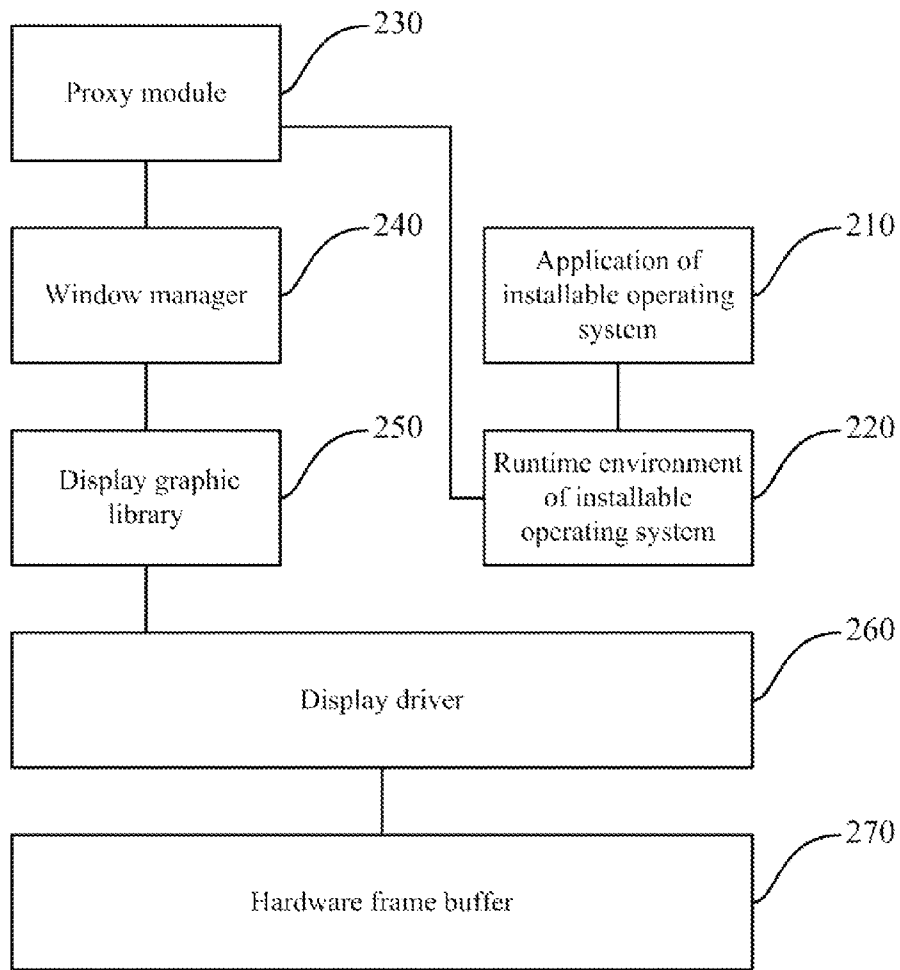 230
Proxy module
240
Window manager
210
Application of
installable operating
system
250
Display graphic
library
220
Runtime environment
of installable
operating system
260
Display driver
270
Hardware frame buffer